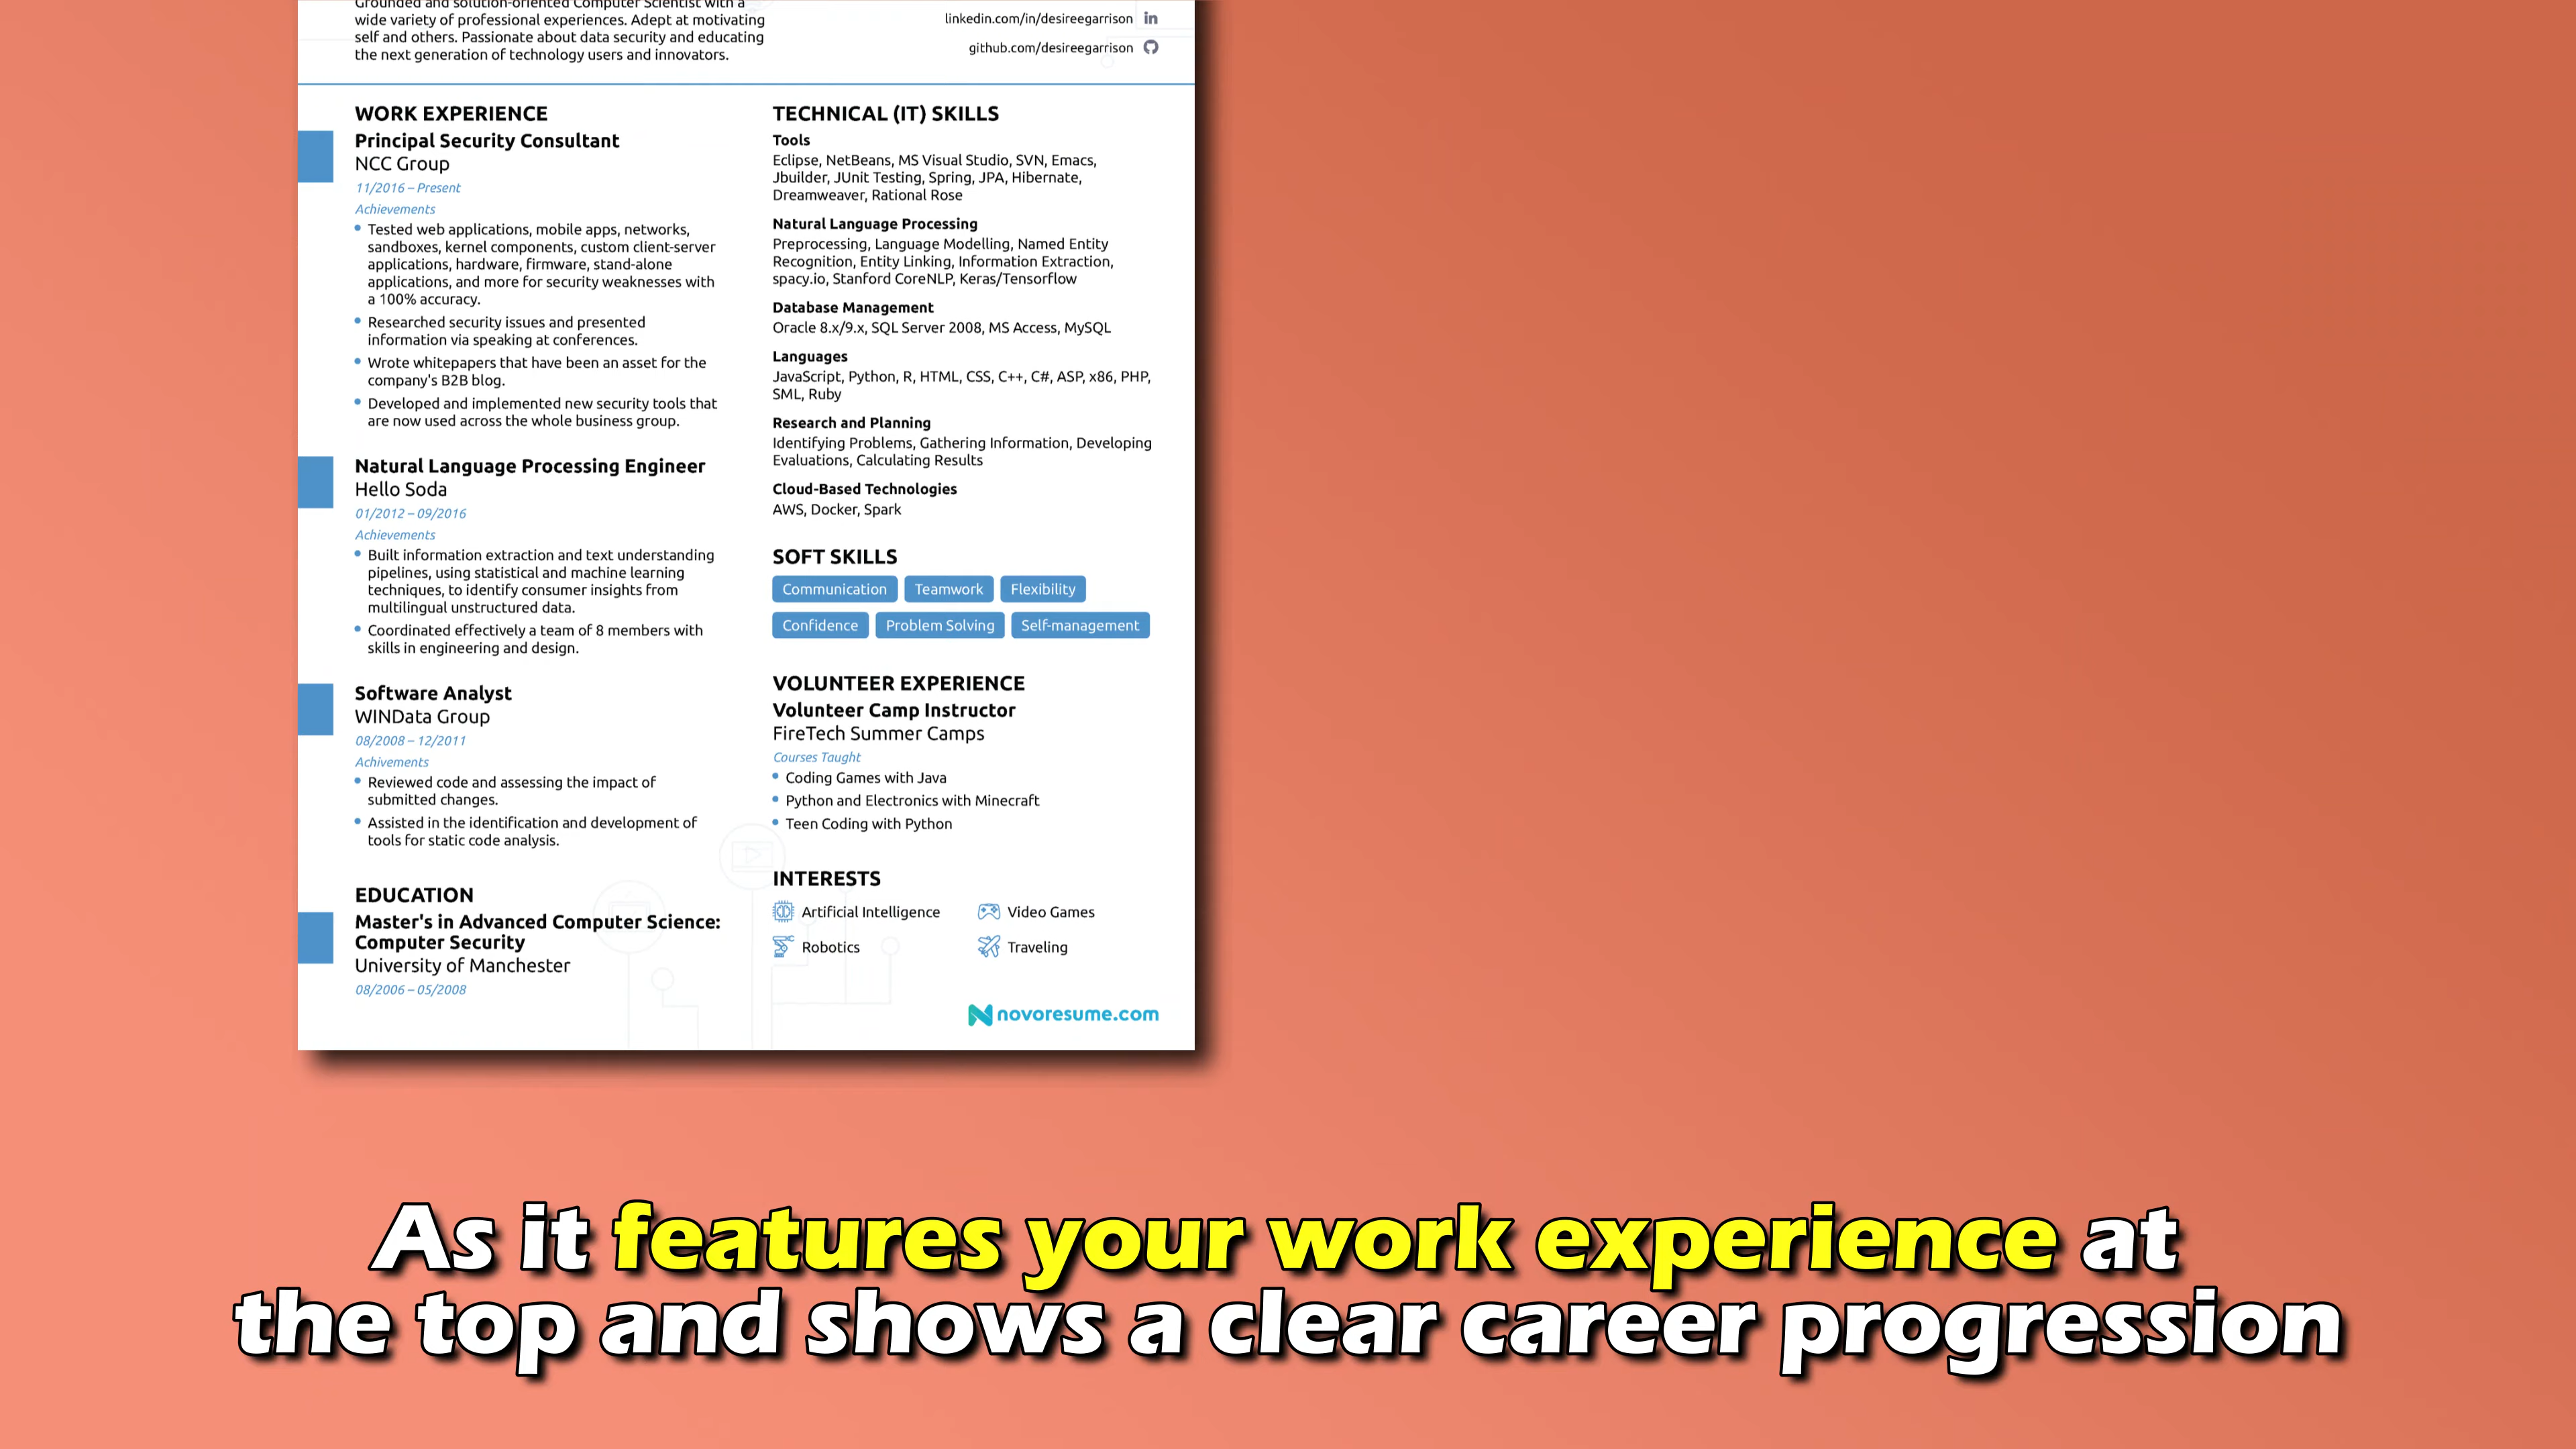 Grounded and solution-oriented Computer Scientist with a
wide variety of professional experiences. Adept at motivating
self and others. Passionate about data security and educating
the next generation of technology users and innovators.
linkedin.com/in/desireegarrison
github.com/desireegarrison
WORK EXPERIENCE
Principal Security Consultant
NCC Group
11/2016 – Present
Achievements
• Tested web applications, mobile apps, networks,
sandboxes, kernel components, custom client-server
applications, hardware, firmware, stand-alone
applications, and more for security weaknesses with
a 100% accuracy.
• Researched security issues and presented
information via speaking at conferences.
• Wrote whitepapers that have been an asset for the
company's B2B blog.
• Developed and implemented new security tools that
are now used across the whole business group.
Natural Language Processing Engineer
Hello Soda
01/2012 – 09/2016
Achievements
• Built information extraction and text understanding
pipelines, using statistical and machine learning
techniques, to identify consumer insights from
multilingual unstructured data.
• Coordinated effectively a team of 8 members with
skills in engineering and design.
Software Analyst
WINData Group
08/2008 – 12/2011
Achivements
• Reviewed code and assessing the impact of
submitted changes.
• Assisted in the identification and development of
tools for static code analysis.
EDUCATION
Master's in Advanced Computer Science:
Computer Security
University of Manchester
08/2006 – 05/2008
TECHNICAL (IT) SKILLS
Tools
Eclipse, NetBeans, MS Visual Studio, SVN, Emacs,
Jbuilder, JUnit Testing, Spring, JPA, Hibernate,
Dreamweaver, Rational Rose
Natural Language Processing
Preprocessing, Language Modelling, Named Entity
Recognition, Entity Linking, Information Extraction,
spacy.io, Stanford CoreNLP, Keras/Tensorflow
Database Management
Oracle 8.x/9.x, SQL Server 2008, MS Access, MySQL
Languages
JavaScript, Python, R, HTML, CSS, C++, C#, ASP, x86, PHP,
SML, Ruby
Research and Planning
Identifying Problems, Gathering Information, Developing
Evaluations, Calculating Results
Cloud-Based Technologies
AWS, Docker, Spark
SOFT SKILLS
Communication Teamwork Flexibility
Confidence Problem Solving Self-management
VOLUNTEER EXPERIENCE
Volunteer Camp Instructor
FireTech Summer Camps
Courses Taught
• Coding Games with Java
• Python and Electronics with Minecraft
• Teen Coding with Python
INTERESTS
Artificial Intelligence Video Games
Robotics Traveling
novoresume.com
As it features your work experience at
the top and shows a clear career progression